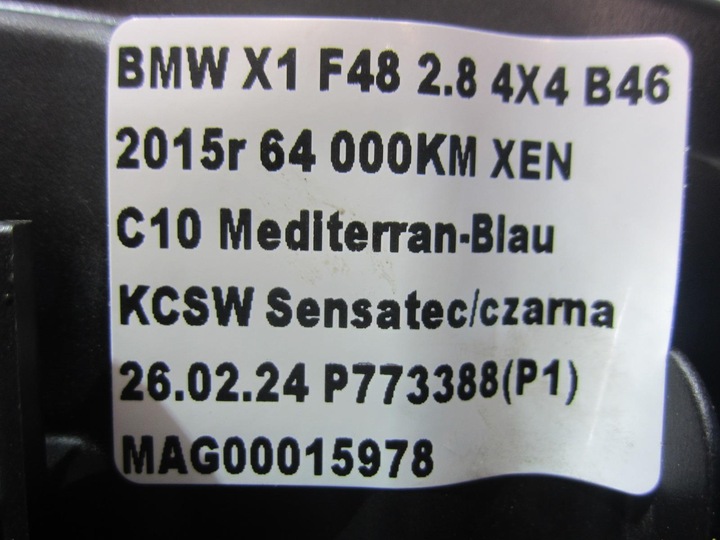 BMW X1 F48 2.8 4X4 B46
2015r 64 000KM XEN
C10 Mediterran-Blau
KCSW Sensatec/czarna
26.02.24 P773388(P1)
MAG00015978